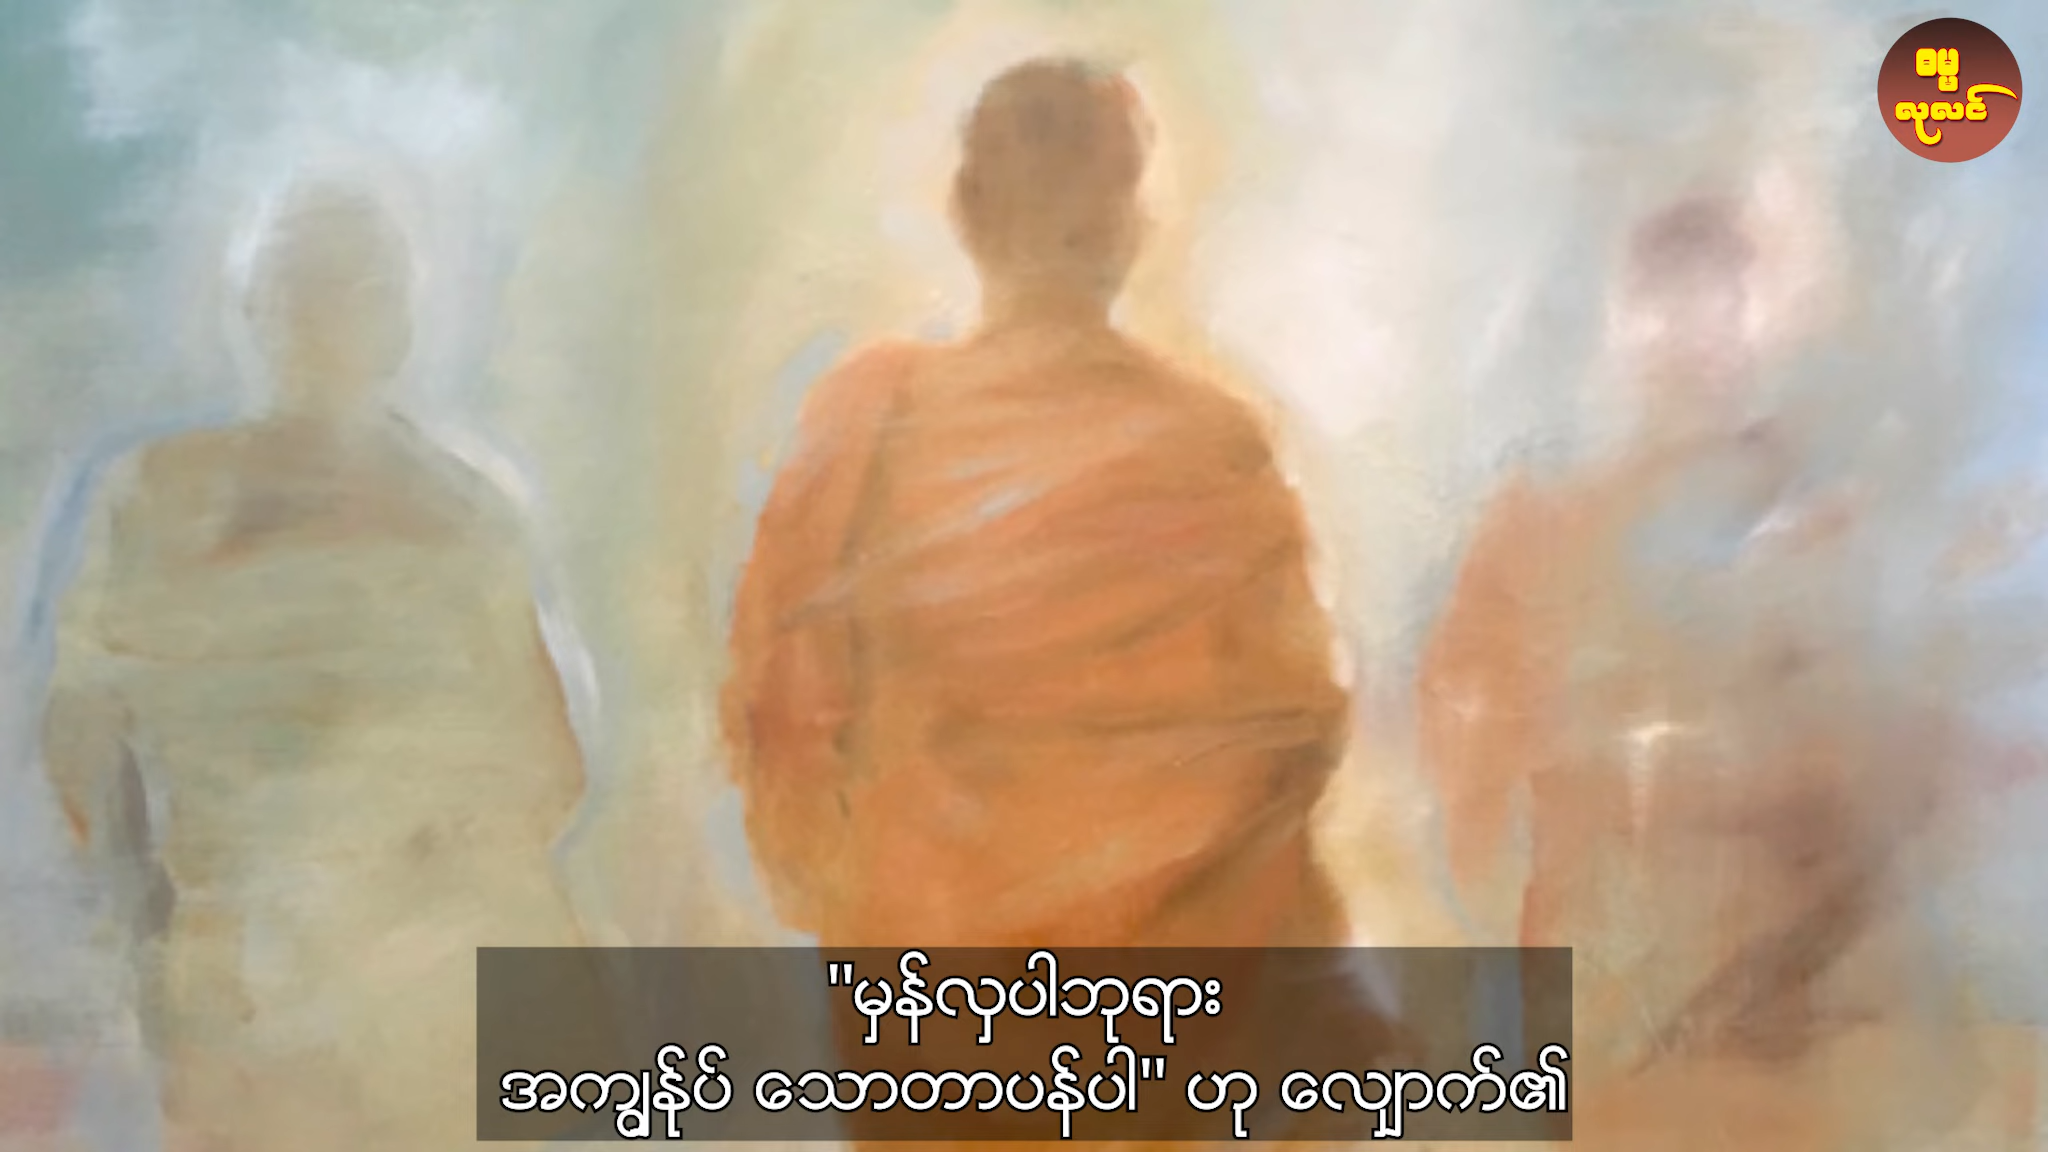 ဓမ္မ
လုလင်
"မှန်လှပါဘုရား
အကျွန်ုပ် သောတာပန်ပါ" ဟု လျှောက်၏